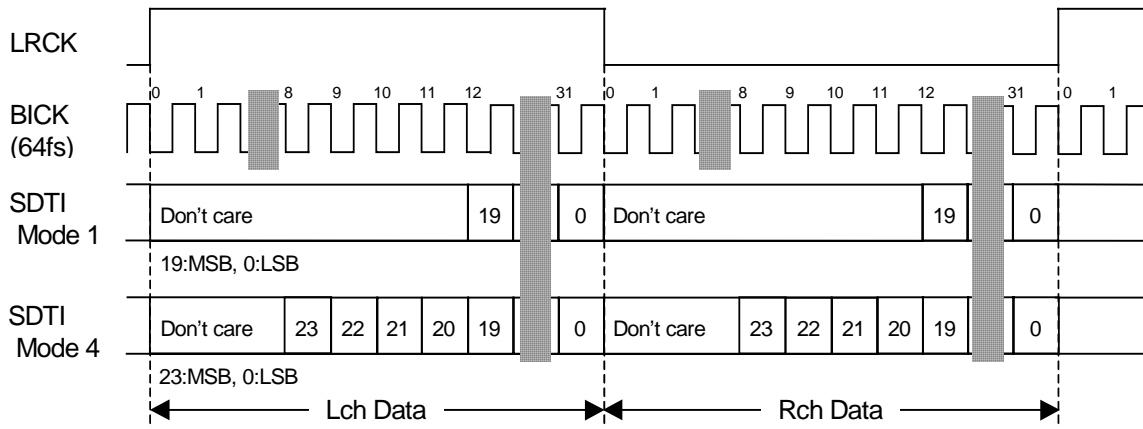 LRCK
0 1 8 9 10 11 12 31 0 1 8 9 10 11 12 31 0 1
BICK
(64fs)
SDTI
Mode 1
Don't care 19 0 Don't care 19 0
19:MSB, 0:LSB
SDTI
Mode 4
Don't care 23 22 21 20 19 0 Don't care 23 22 21 20 19 0
23:MSB, 0:LSB
Lch Data Rch Data